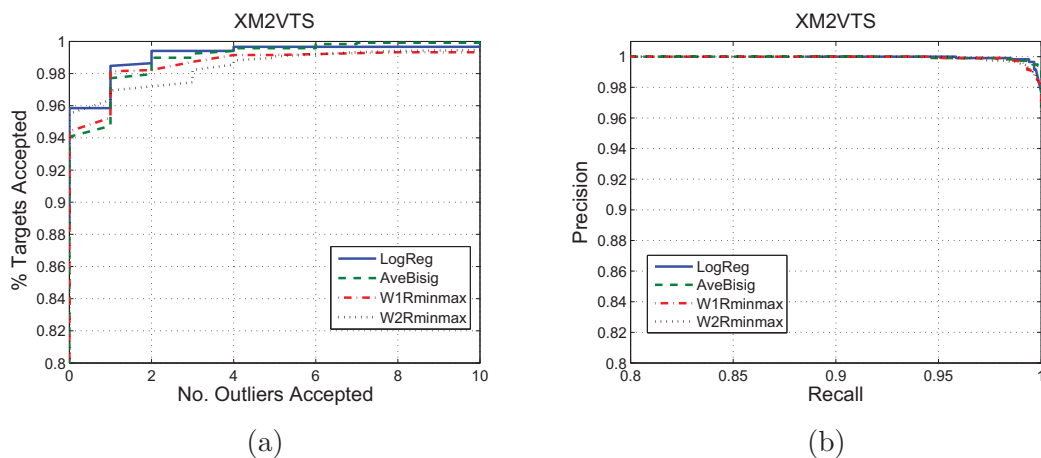 XM2VTS
1
0.98
0.96
0.94
0.92
0.9
0.88
0.86
0.84
0.82
0.8
% Targets Accepted
LogReg
AveBisig
W1Rminmax
W2Rminmax
0 2 4 6 8 10
No. Outliers Accepted
(a)
XM2VTS
1
0.98
0.96
0.94
0.92
0.9
0.88
0.86
0.84
0.82
0.8
Precision
LogReg
AveBisig
W1Rminmax
W2Rminmax
0.8 0.85 0.9 0.95 1
Recall
(b)